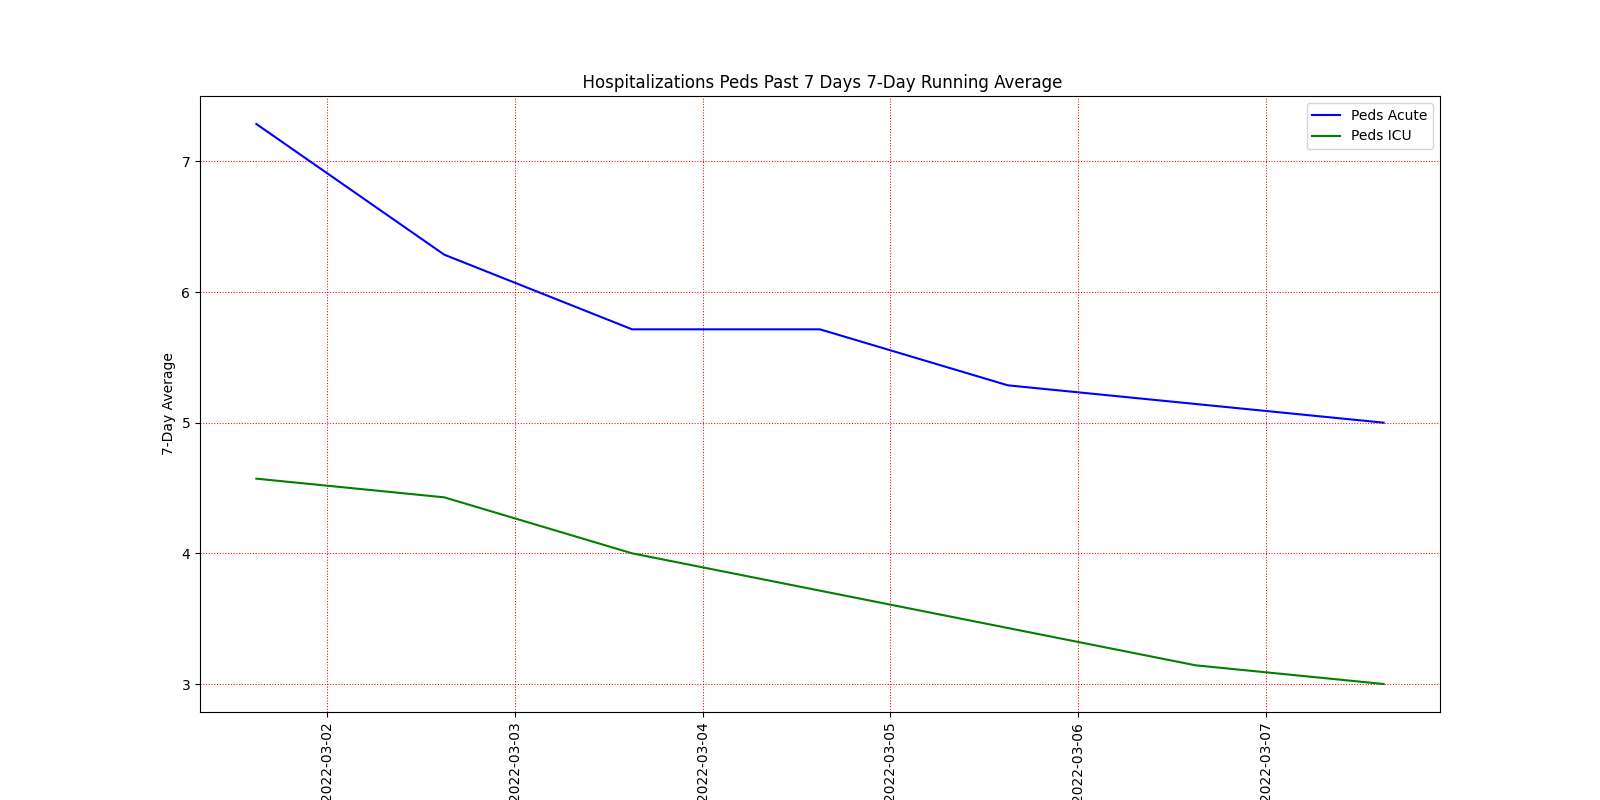 Hospitalizations Peds Past 7 Days 7-Day Running Average
Peds Acute
Peds ICU
7-Day Average
7
6
5
4
3
2022-03-02
2022-03-03
2022-03-04
2022-03-05
2022-03-06
2022-03-07